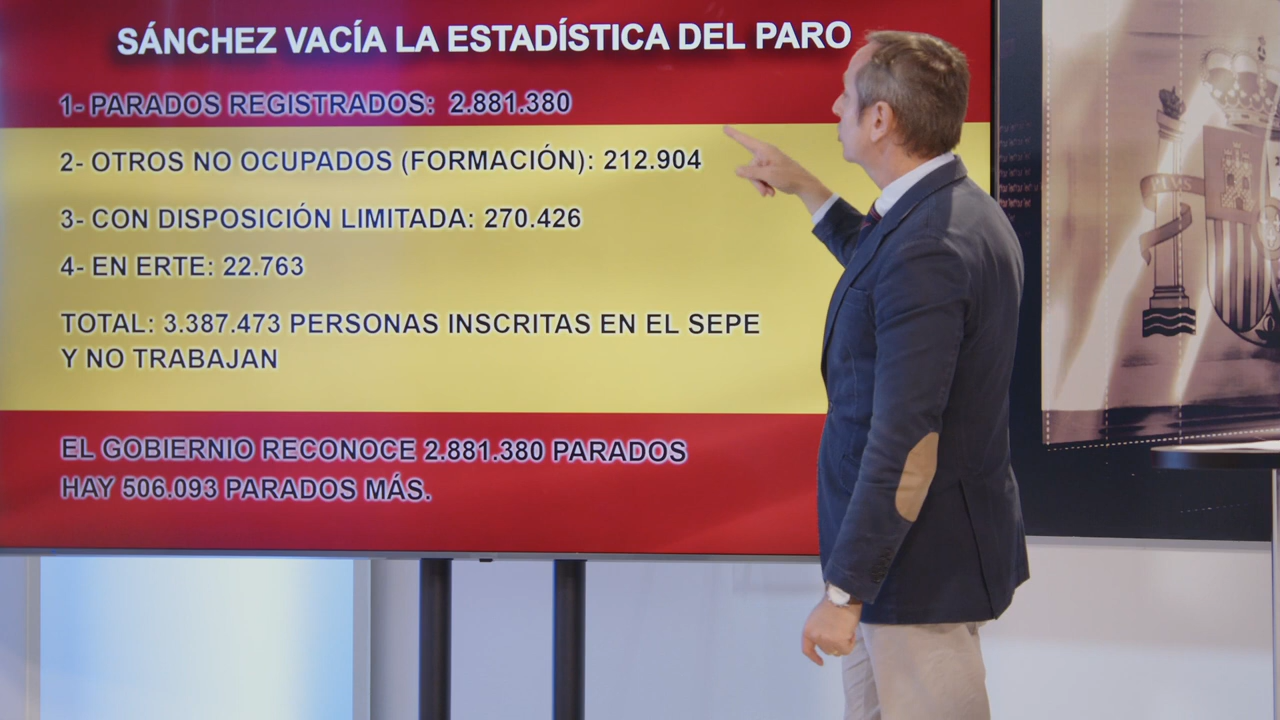 SÁNCHEZ VACÍA LA ESTADÍSTICA DEL PARO
1- PARADOS REGISTRADOS: 2.881.380
2- OTROS NO OCUPADOS (FORMACIÓN): 212.904
3- CON DISPOSICIÓN LIMITADA: 270.426
4- EN ERTE: 22.763
TOTAL: 3.387.473 PERSONAS INSCRITAS EN EL SEPE
Y NO TRABAJAN
EL GOBIERNIO RECONOCE 2.881.380 PARADOS
HAY 506.093 PARADOS MÁS.
PLVS